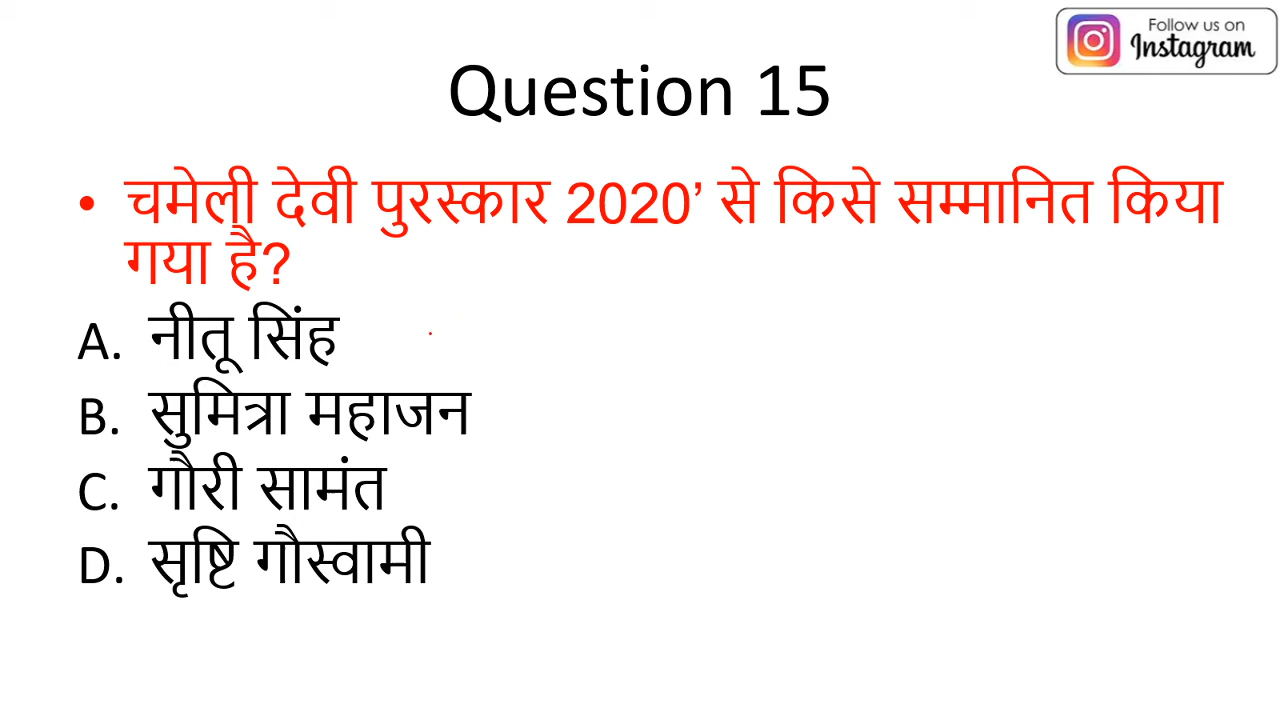 Follow us on
Instagram
Question 15
• चमेली देवी पुरस्कार 2020’ से किसे सम्मानित किया
गया है?
A. नीतू सिंह
B. सुमित्रा महाजन
C. गौरी सामंत
D. सृष्टि गौस्वामी